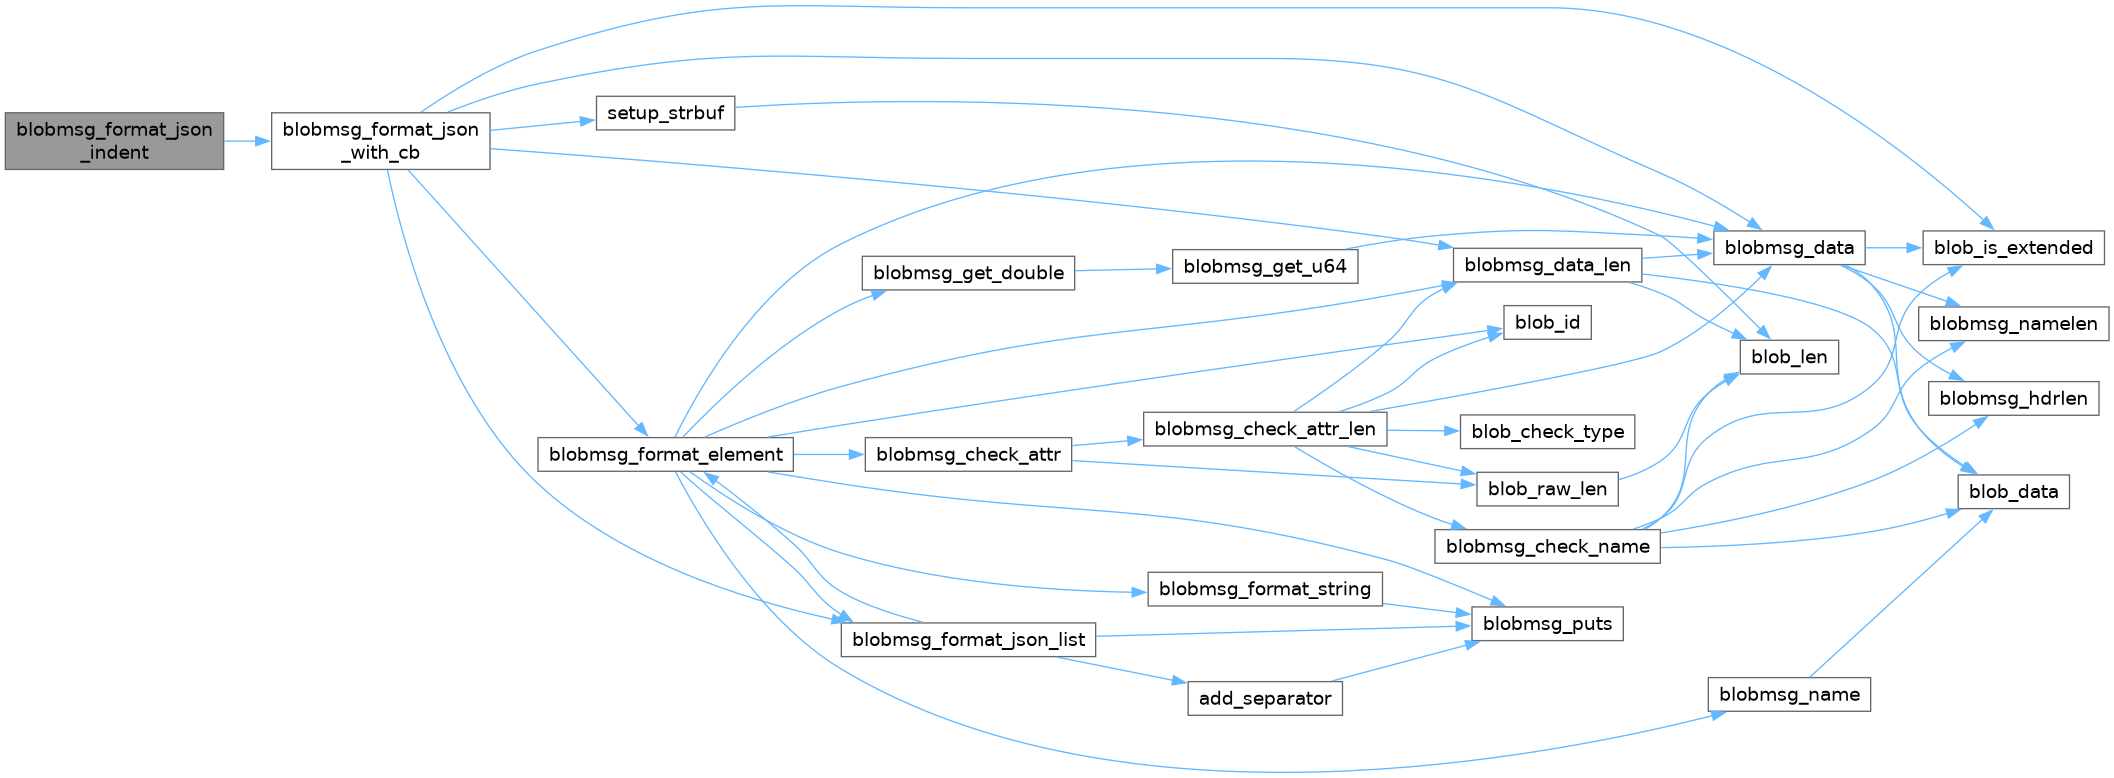 blobmsg_format_json
_indent
blobmsg_format_json
_with_cb
setup_strbuf
blobmsg_format_element
blobmsg_get_double
blobmsg_check_attr
blobmsg_format_json_list
blobmsg_get_u64
blobmsg_check_attr_len
blobmsg_format_string
add_separator
blobmsg_data_len
blob_id
blob_check_type
blob_raw_len
blobmsg_check_name
blobmsg_puts
blobmsg_data
blob_len
blobmsg_name
blob_is_extended
blobmsg_namelen
blobmsg_hdrlen
blob_data